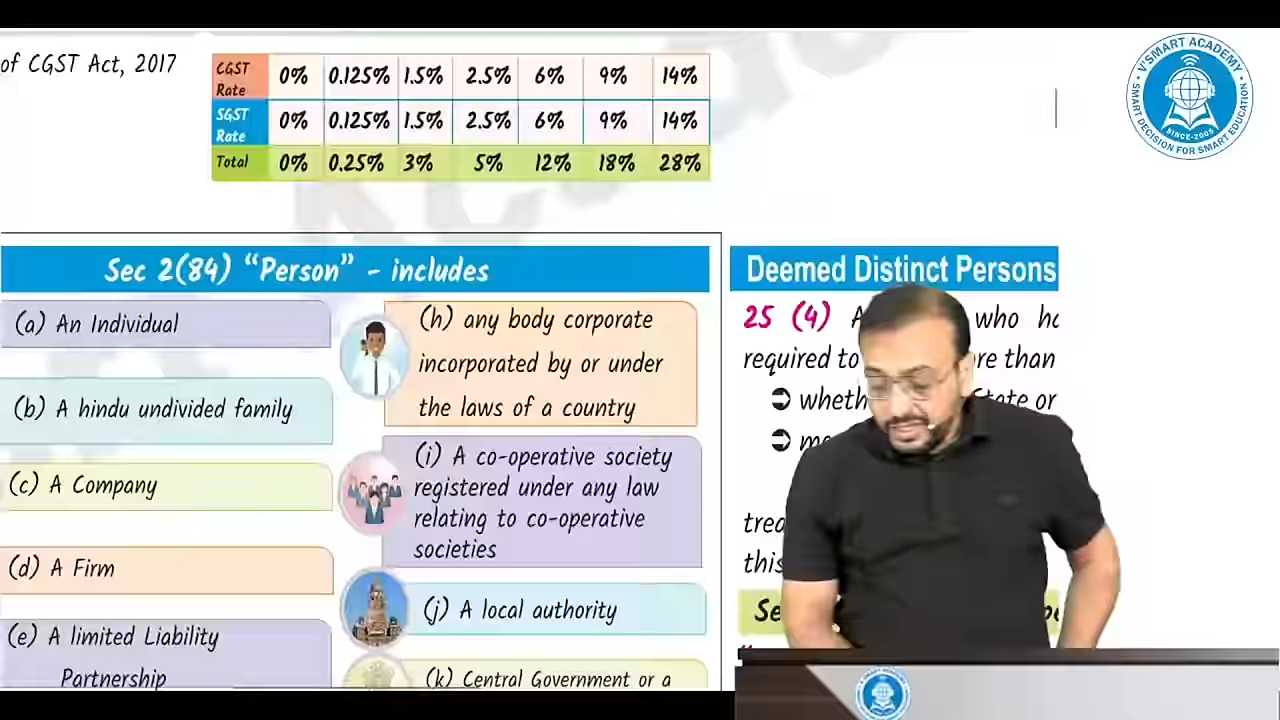 of CGST Act, 2017
CGST Rate 0% 0.125% 1.5% 2.5% 6% 9% 14%
SGST Rate 0% 0.125% 1.5% 2.5% 6% 9% 14%
Total 0% 0.25% 3% 5% 12% 18% 28%
V'SMART ACADEMY
SINCE-2005
SMART DECISION FOR SMART EDUCATION
Sec 2(84) “Person” - includes
(a) An Individual
(b) A hindu undivided family
(c) A Company
(d) A Firm
(e) A limited Liability
Partnership
(h) any body corporate
incorporated by or under
the laws of a country
(i) A co-operative society
registered under any law
relating to co-operative
societies
(j) A local authority
(k) Central Government or a
Deemed Distinct Persons
25 (4) who
required to than
or